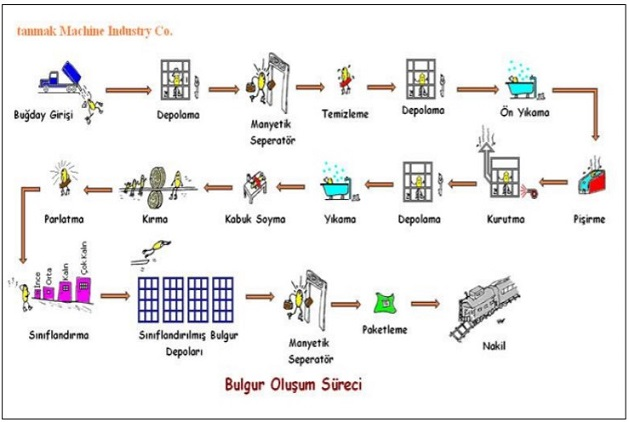 tanmak Machine Industry Co.
Buğday Girişi
Depolama
Manyetik
Seperatör
Temizleme
Depolama
Ön Yıkama
Parlatma
Kırma
Kabuk Soyma
Yıkama
Depolama
Kurutma
Pişirme
İnce
Orta
Kalın
Çok Kalın
Sınıflandırma
Sınıflandırılmış Bulgur
Depoları
Manyetik
Seperatör
Paketleme
Nakil
Bulgur Oluşum Süreci